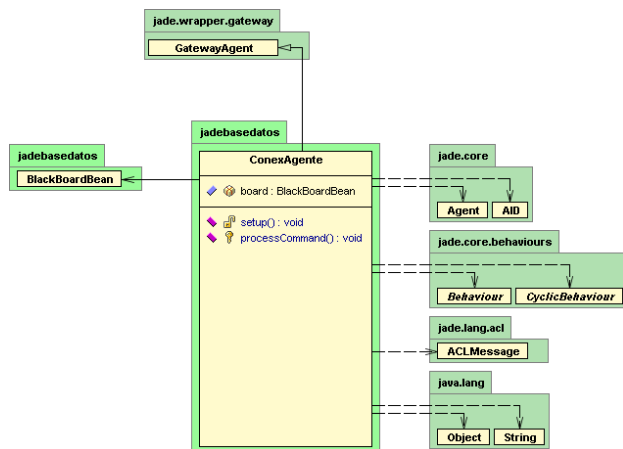 jade.wrapper.gateway
GatewayAgent
jadebasedatos
BlackBoardBean
jadebasedatos
ConexAgente
board : BlackBoardBean
setup() : void
processCommand() : void
jade.core
Agent AID
jade.core.behaviours
Behaviour CyclicBehaviour
jade.lang.acl
ACLMessage
java.lang
Object String